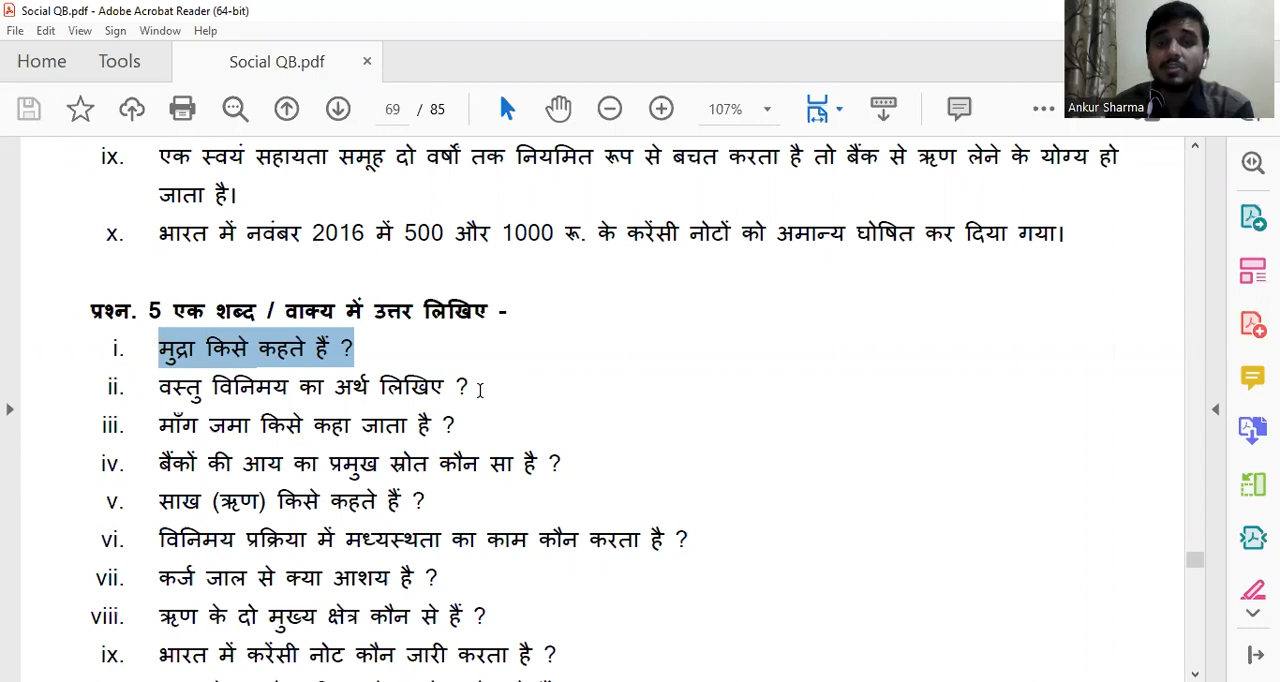 Social QB.pdf - Adobe Acrobat Reader (64-bit)
File Edit View Sign Window Help
Home Tools Social QB.pdf ×
69 / 85 107%
Ankur Sharma
ix. एक स्वयं सहायता समूह दो वर्षों तक नियमित रूप से बचत करता है तो बैंक से ऋण लेने के योग्य हो
जाता है।
x. भारत में नवंबर 2016 में 500 और 1000 रू. के करेंसी नोटों को अमान्य घोषित कर दिया गया।
प्रश्न. 5 एक शब्द / वाक्य में उत्तर लिखिए -
i. मुद्रा किसे कहते हैं ?
ii. वस्तु विनिमय का अर्थ लिखिए ?
iii. माँग जमा किसे कहा जाता है ?
iv. बैंकों की आय का प्रमुख स्रोत कौन सा है ?
v. साख (ऋण) किसे कहते हैं ?
vi. विनिमय प्रक्रिया में मध्यस्थता का काम कौन करता है ?
vii. कर्ज जाल से क्या आशय है ?
viii. ऋण के दो मुख्य क्षेत्र कौन से हैं ?
ix. भारत में करेंसी नोट कौन जारी करता है ?